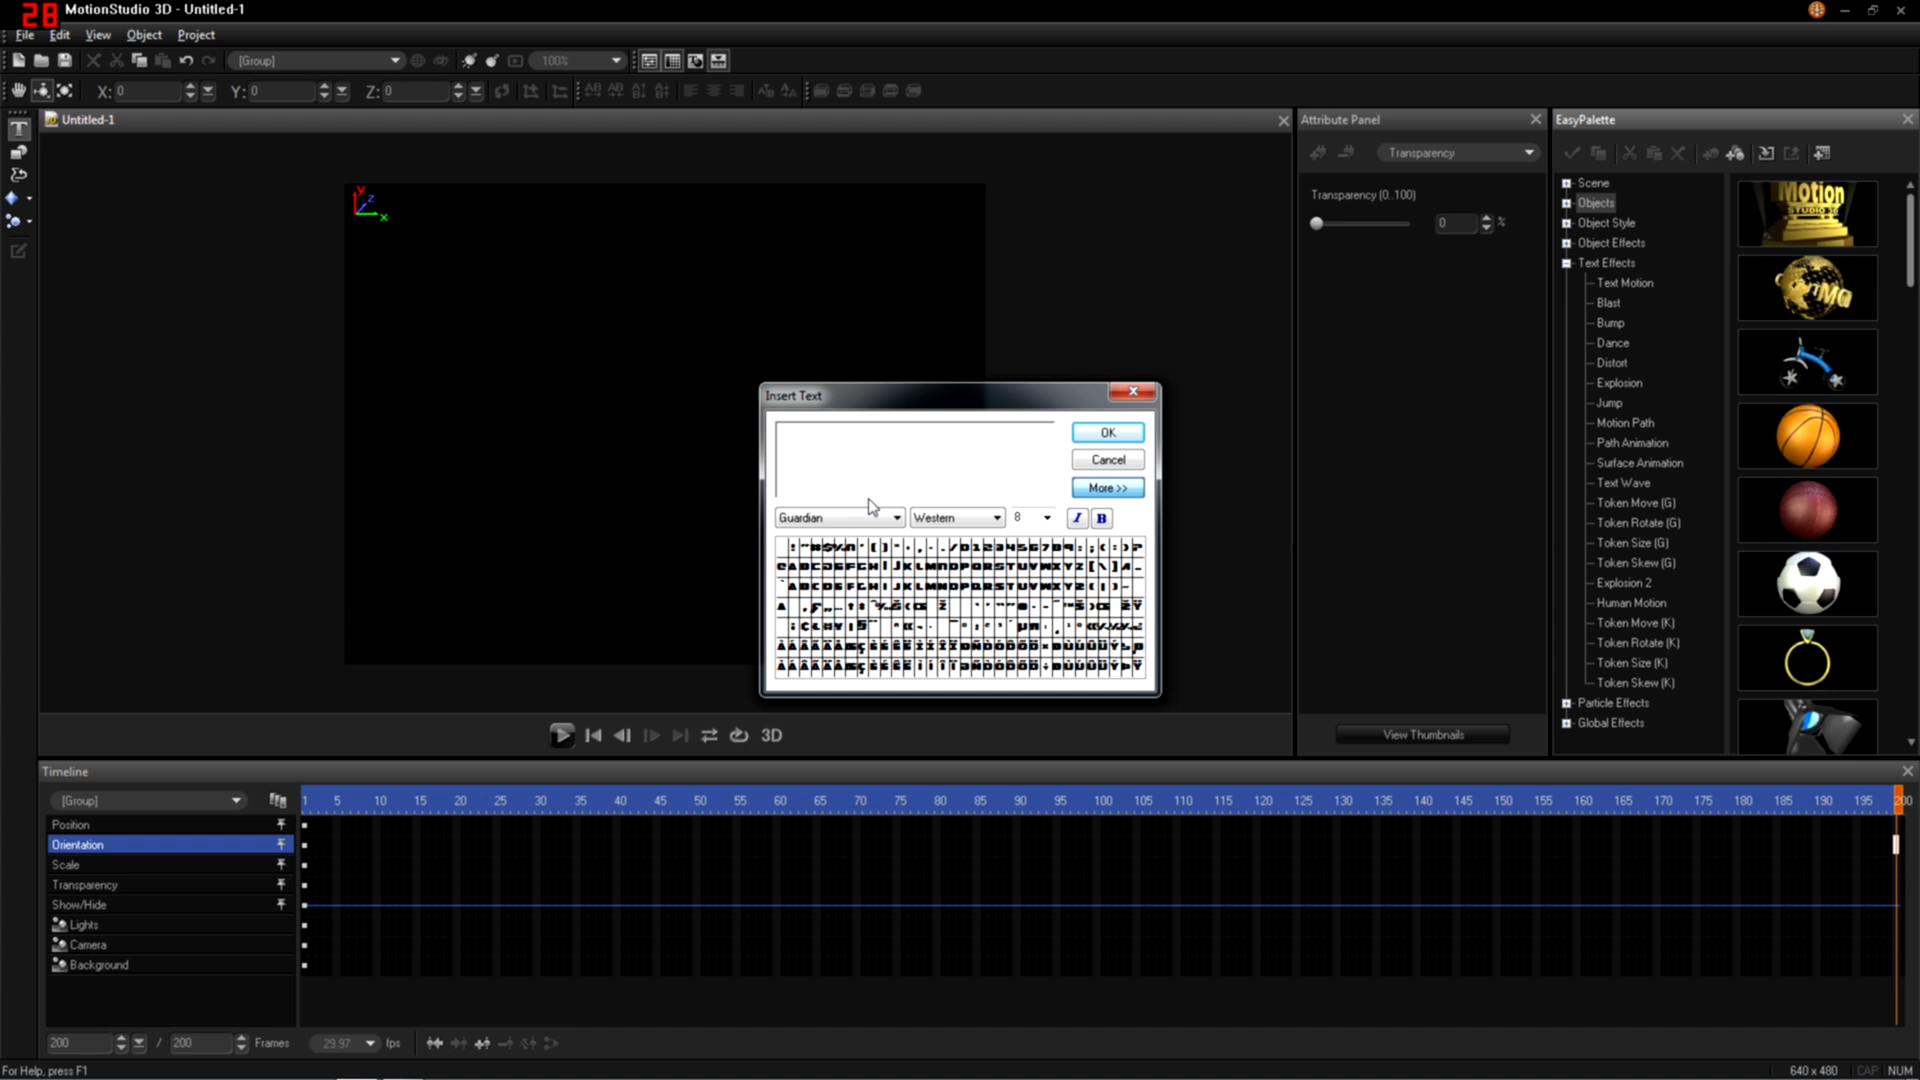 28
MotionStudio 3D - Untitled-1
File Edit View Object Project
[Group] 100%
X: 0 Y: 0 Z: 0
Untitled-1
Attribute Panel
Transparency
Transparency (0..100)
0 %
View Thumbnails
EasyPalette
Scene
Objects
Object Style
Object Effects
Text Effects
Text Motion
Blast
Bump
Dance
Distort
Explosion
Jump
Motion Path
Path Animation
Surface Animation
Text Wave
Token Move (G)
Token Rotate (G)
Token Size (G)
Token Skew (G)
Explosion 2
Human Motion
Token Move (K)
Token Rotate (K)
Token Size (K)
Token Skew (K)
Particle Effects
Global Effects
Motion
STUDIO 3D
Y
Z
X
Insert Text
OK
Cancel
More >>
Guardian Western 8 I B
3D
Timeline
[Group] 1 5 10 15 20 25 30 35 40 45 50 55 60 65 70 75 80 85 90 95 100 105 110 115 120 125 130 135 140 145 150 155 160 165 170 175 180 185 190 195 200
Position
Orientation
Scale
Transparency
Show/Hide
Lights
Camera
Background
200 / 200 Frames 29.97 fps
For Help, press F1
640 x 480 CAP NUM